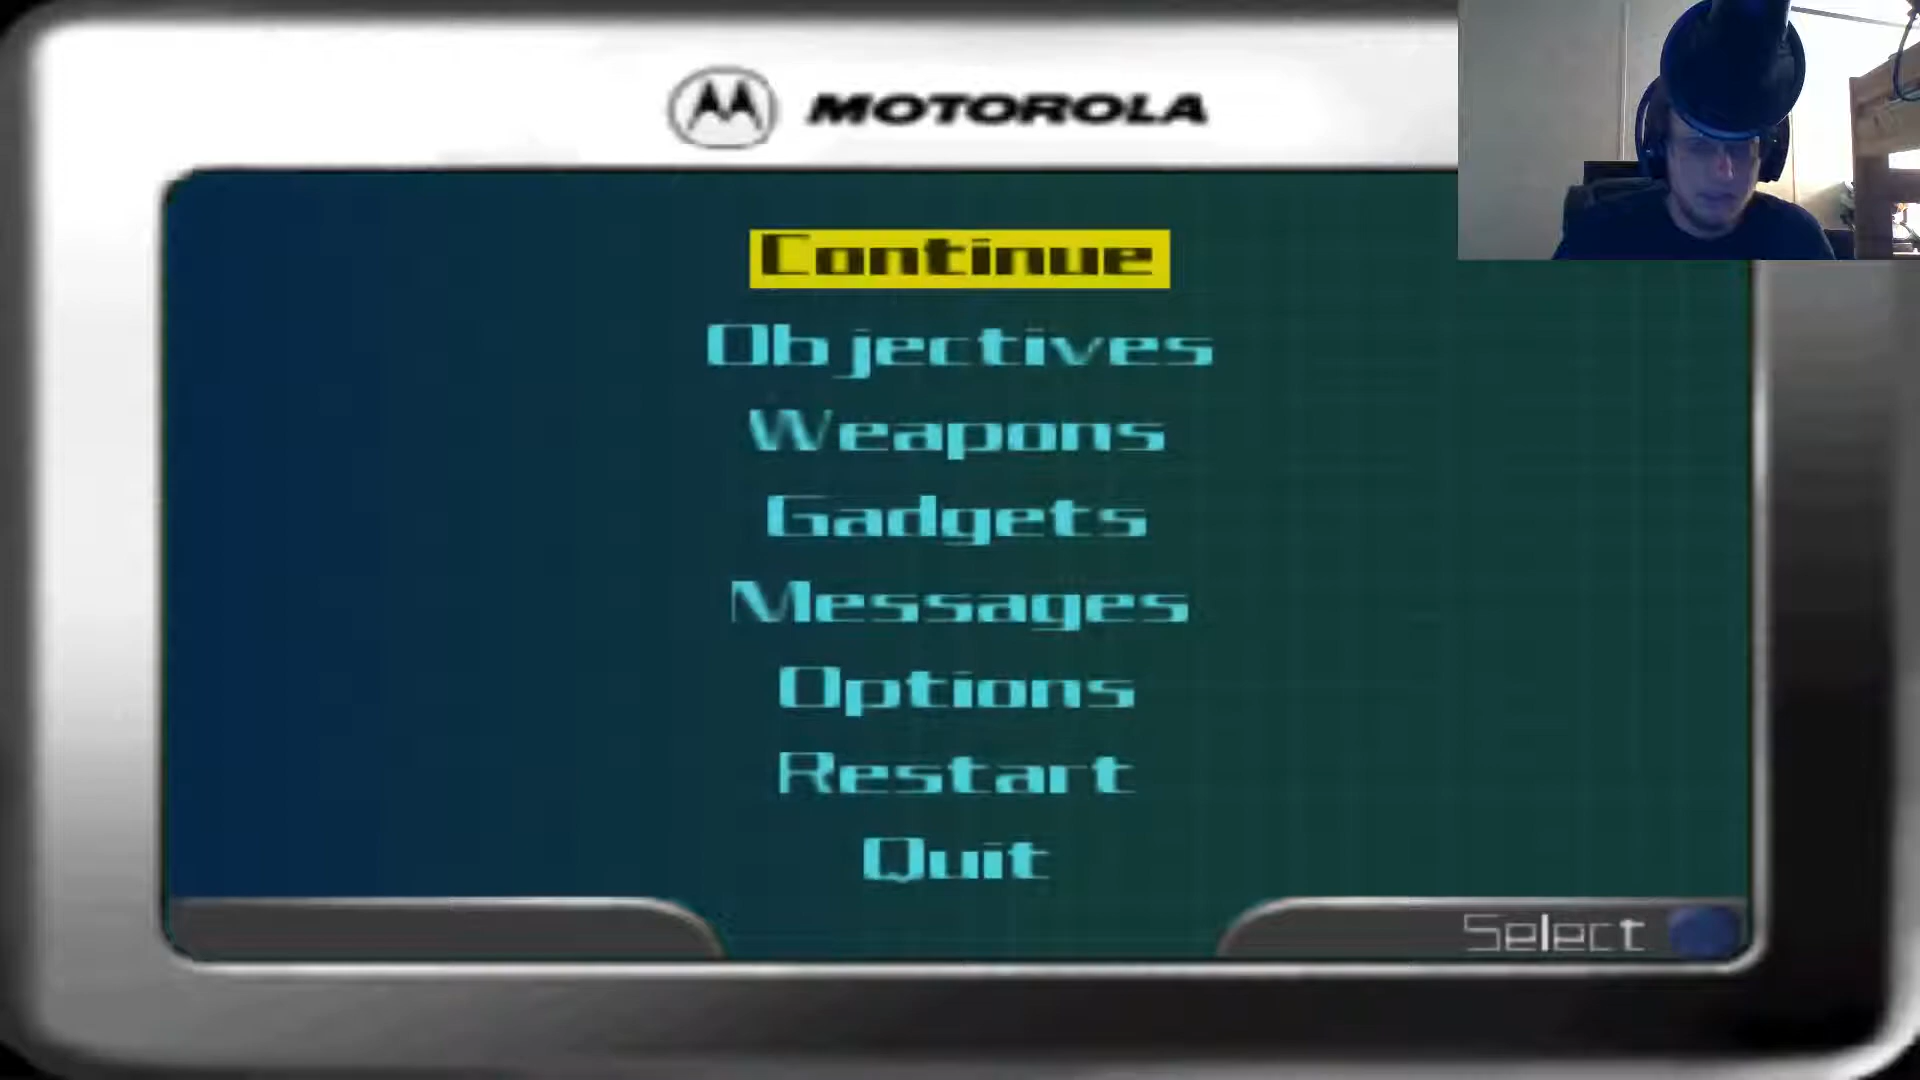 MOTOROLA
Continue
Objectives
Weapons
Gadgets
Messages
Options
Restart
Quit
Select